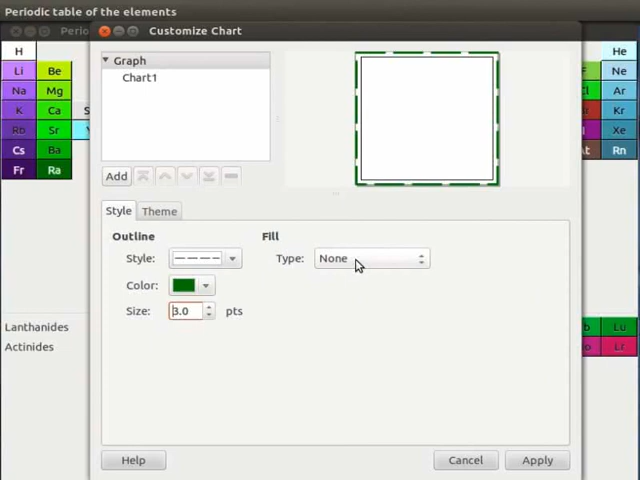 Periodic table of the elements
Perio
Customize Chart
H
He
Li
Be
F
Ne
Na
Mg
Cl
Ar
K
Ca
S
Kr
Rb
Sr
Y
I
Xe
Cs
Ba
At
Rn
Fr
Ra
Graph
Chart1
Add
Style
Theme
Outline
Fill
Style:
Type:
None
Color:
Size:
3.0
pts
Lanthanides
Lu
Actinides
o
Lr
Help
Cancel
Apply